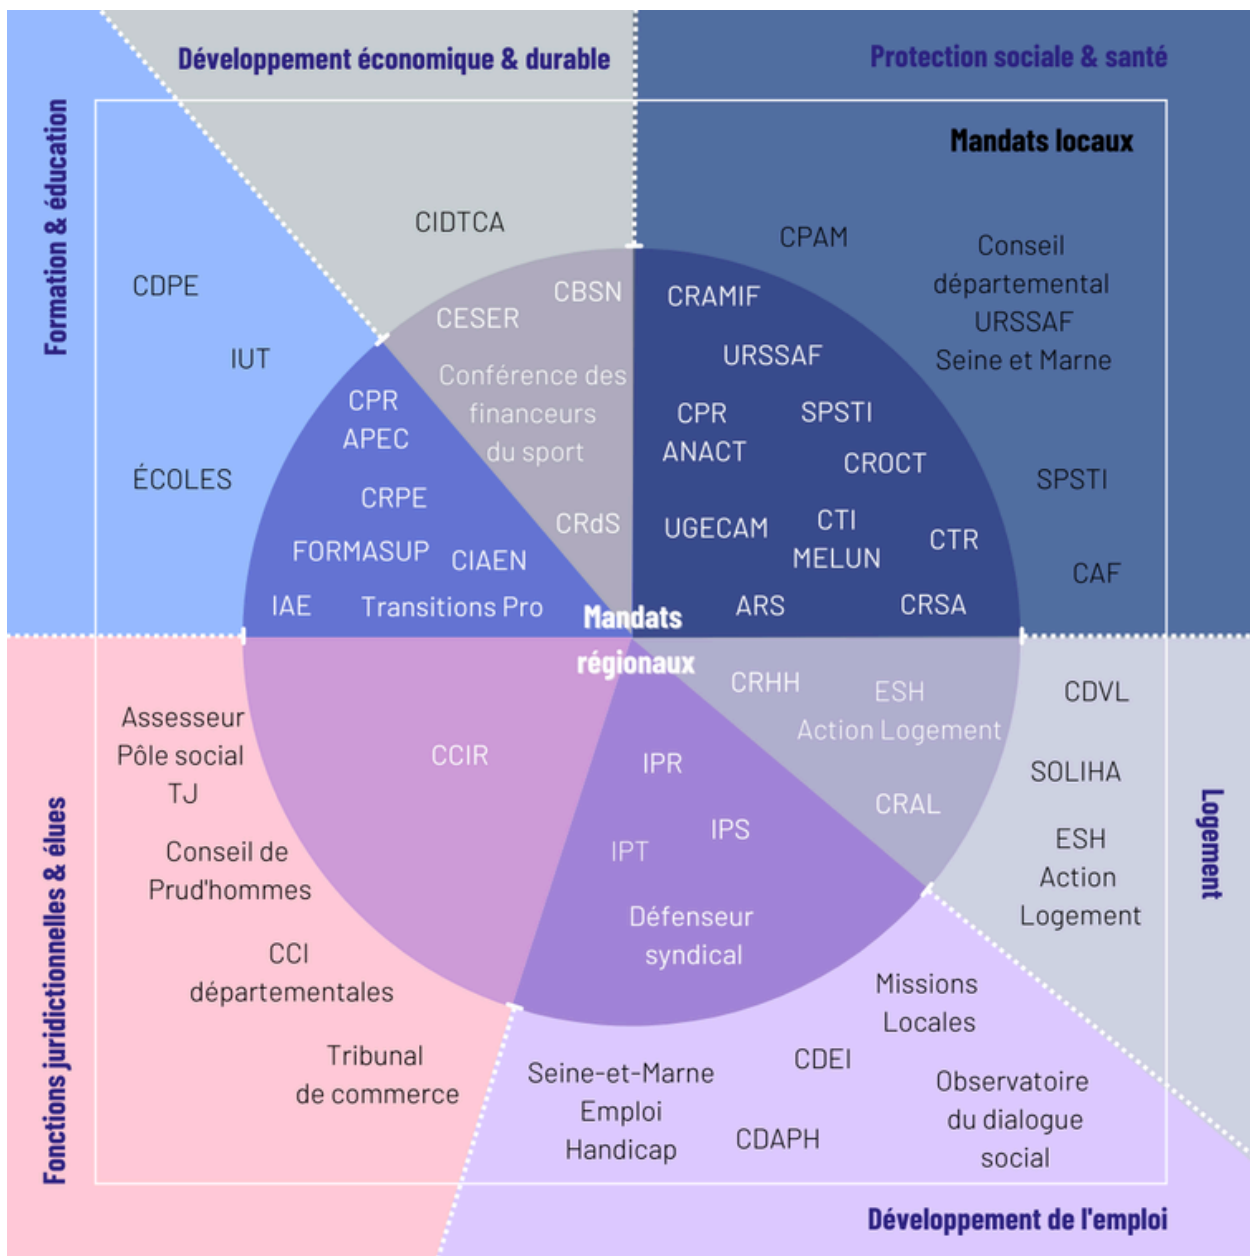 Développement économique & durable
CIDTCA
CBSN
CESER
Conférence des
financeurs
du sport
CRdS
Protection sociale & santé
Mandats locaux
CPAM
Conseil
départemental
URSSAF
Seine et Marne
SPSTI
CAF
CRAMIF
URSSAF
CPR
ANACT
SPSTI
CROCT
UGECAM
CTI
MELUN
CTR
ARS
CRSA
Formation & éducation
CDPE
IUT
ÉCOLES
CPR
APEC
CRPE
FORMASUP
CIAEN
IAE
Transitions Pro
Mandats
régionaux
Fonctions juridictionnelles & élues
Assesseur
Pôle social
TJ
Conseil de
Prud'hommes
CCI
départementales
Tribunal
de commerce
CCIR
IPR
IPS
IPT
Défenseur
syndical
CRHH
ESH
Action Logement
CRAL
CDVL
SOLIHA
ESH
Action
Logement
Logement
Missions
Locales
CDEI
Seine-et-Marne
Emploi
Handicap
CDAPH
Observatoire
du dialogue
social
Développement de l'emploi